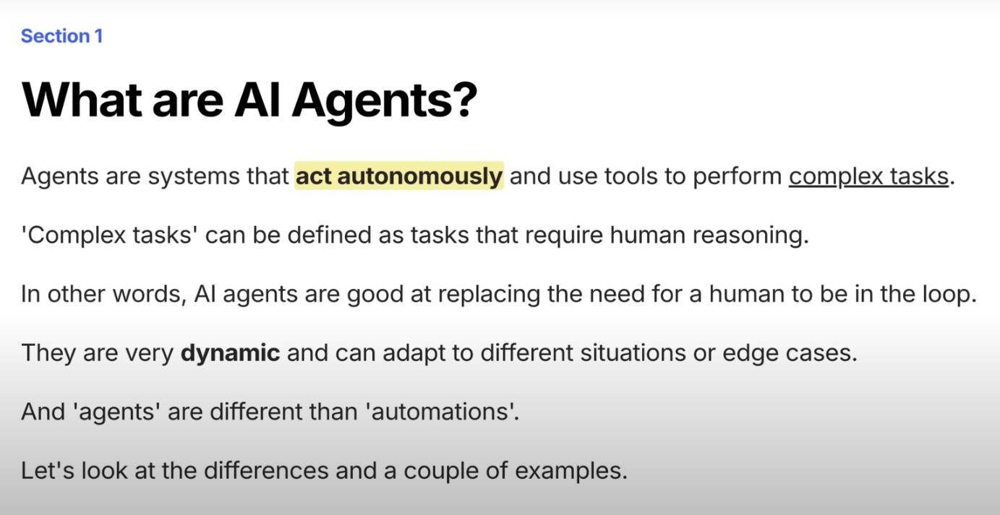 Section 1
What are AI Agents?
Agents are systems that act autonomously and use tools to perform complex tasks.
'Complex tasks' can be defined as tasks that require human reasoning.
In other words, AI agents are good at replacing the need for a human to be in the loop.
They are very dynamic and can adapt to different situations or edge cases.
And 'agents' are different than 'automations'.
Let's look at the differences and a couple of examples.